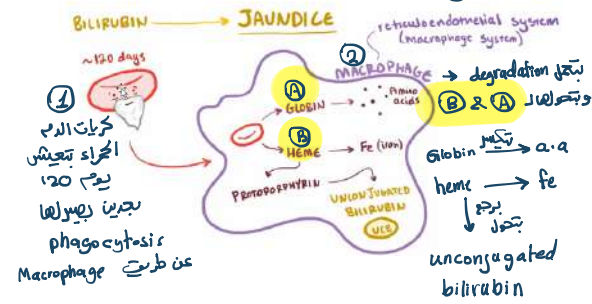 BILIRUBIN → JAUNDICE
reticuloendothelial system
(macrophage system)
~120 days
2
MACROPHAGE
→ degradation بتعمل
وبتحولها B & A
1
كريات الدم
الحمراء بتعيش
120 يوم
بعدين بصيرلها
phagocytosis
عن طريق Macrophage
A
GLOBIN → Amino acids
B
HEME → Fe (iron)
PROTOPORPHYRIN
UNCONJUGATED
BILIRUBIN
UCB
Globin تكسير → a.a
heme → fe
برجع
بتحول
unconjugated
bilirubin